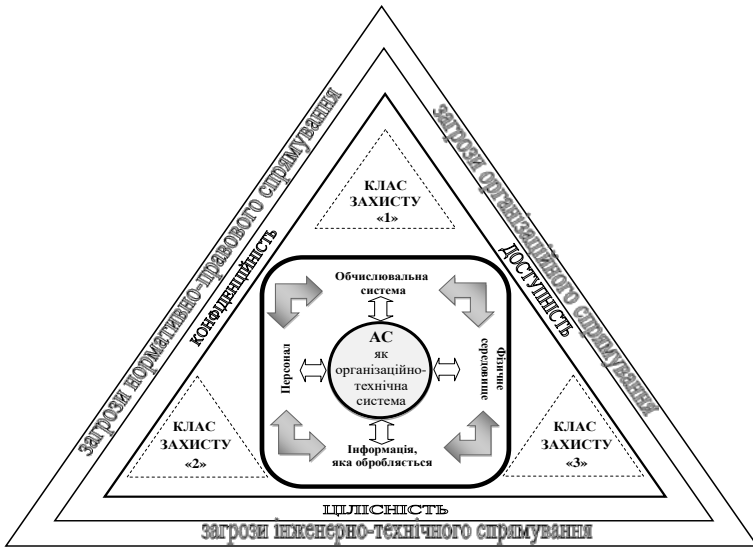 загрози нормативно-правового спрямування
загрози організаційного спрямування
КОНФІДЕНЦІЙНІСТЬ
ДОСТУПНІСТЬ
КЛАС
ЗАХИСТУ
«1»
Обчислювальна
система
Персонал
АС
як
організаційно-
технічна
система
Фізичне
середовище
Інформація,
яка обробляється
КЛАС
ЗАХИСТУ
«2»
КЛАС
ЗАХИСТУ
«3»
ЦІЛІСНІСТЬ
загрози інженерно-технічного спрямування